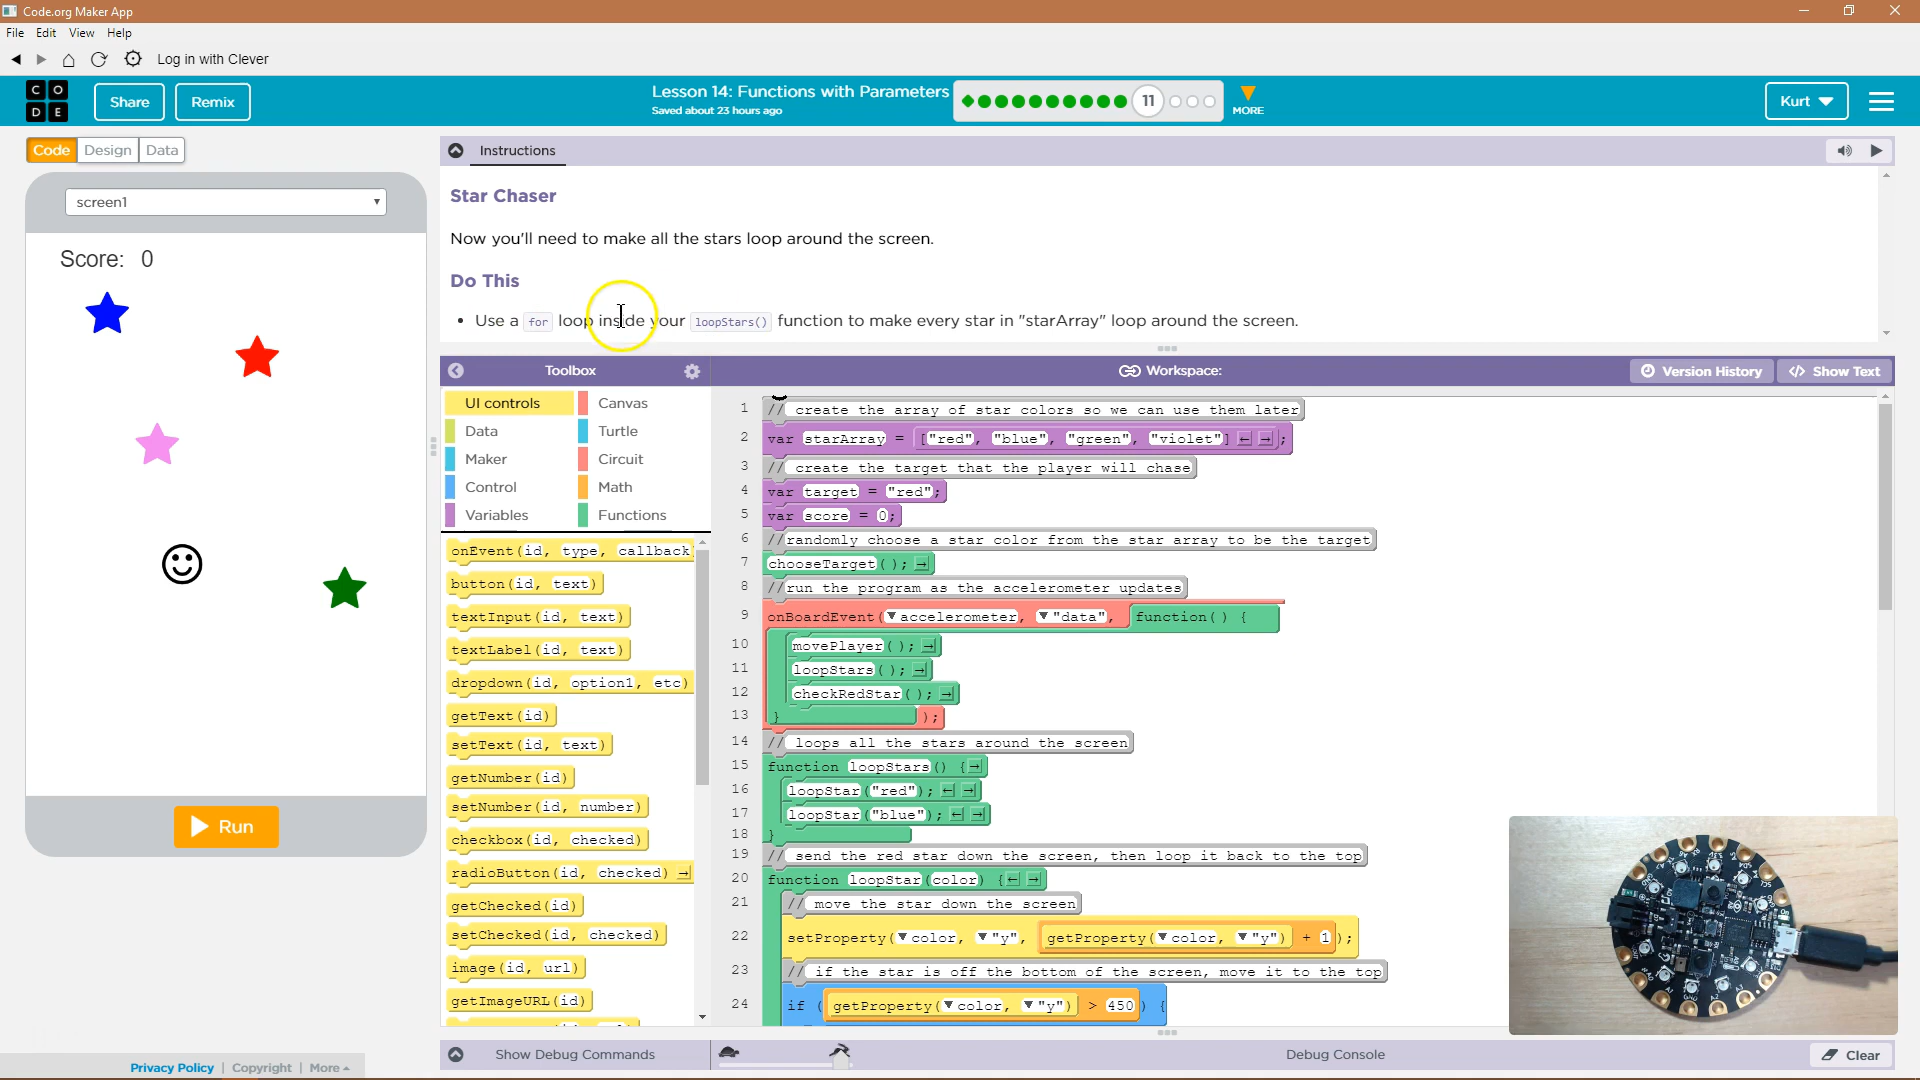 Code.org Maker App
File Edit View Help
Log in with Clever
CODE
Share
Remix
Lesson 14: Functions with Parameters
Saved about 23 hours ago
11
MORE
Kurt
Code Design Data
Instructions
screen1
Score: 0
Run
Star Chaser
Now you'll need to make all the stars loop around the screen.
Do This
• Use a for loop inside your loopStars() function to make every star in "starArray" loop around the screen.
Toolbox
Workspace:
Version History
Show Text
UI controls Canvas
Data Turtle
Maker Circuit
Control Math
Variables Functions
onEvent(id, type, callback
button(id, text)
textInput(id, text)
textLabel(id, text)
dropdown(id, option1, etc)
getText(id)
setText(id, text)
getNumber(id)
setNumber(id, number)
checkbox(id, checked)
radioButton(id, checked)
getChecked(id)
setChecked(id, checked)
image(id, url)
getImageURL(id)
1 // create the array of star colors so we can use them later
2 var starArray = ["red", "blue", "green", "violet"];
3 // create the target that the player will chase
4 var target = "red";
5 var score = 0;
6 //randomly choose a star color from the star array to be the target
7 chooseTarget();
8 //run the program as the accelerometer updates
9 onBoardEvent(accelerometer, "data", function() {
10 movePlayer();
11 loopStars();
12 checkRedStar();
13 });
14 // loops all the stars around the screen
15 function loopStars() {
16 loopStar("red");
17 loopStar("blue");
18 }
19 // send the red star down the screen, then loop it back to the top
20 function loopStar(color) {
21 // move the star down the screen
22 setProperty(color, "y", getProperty(color, "y") + 1);
23 // if the star is off the bottom of the screen, move it to the top
24 if (getProperty(color, "y") > 450) {
Show Debug Commands
Debug Console
Clear
Privacy Policy | Copyright | More